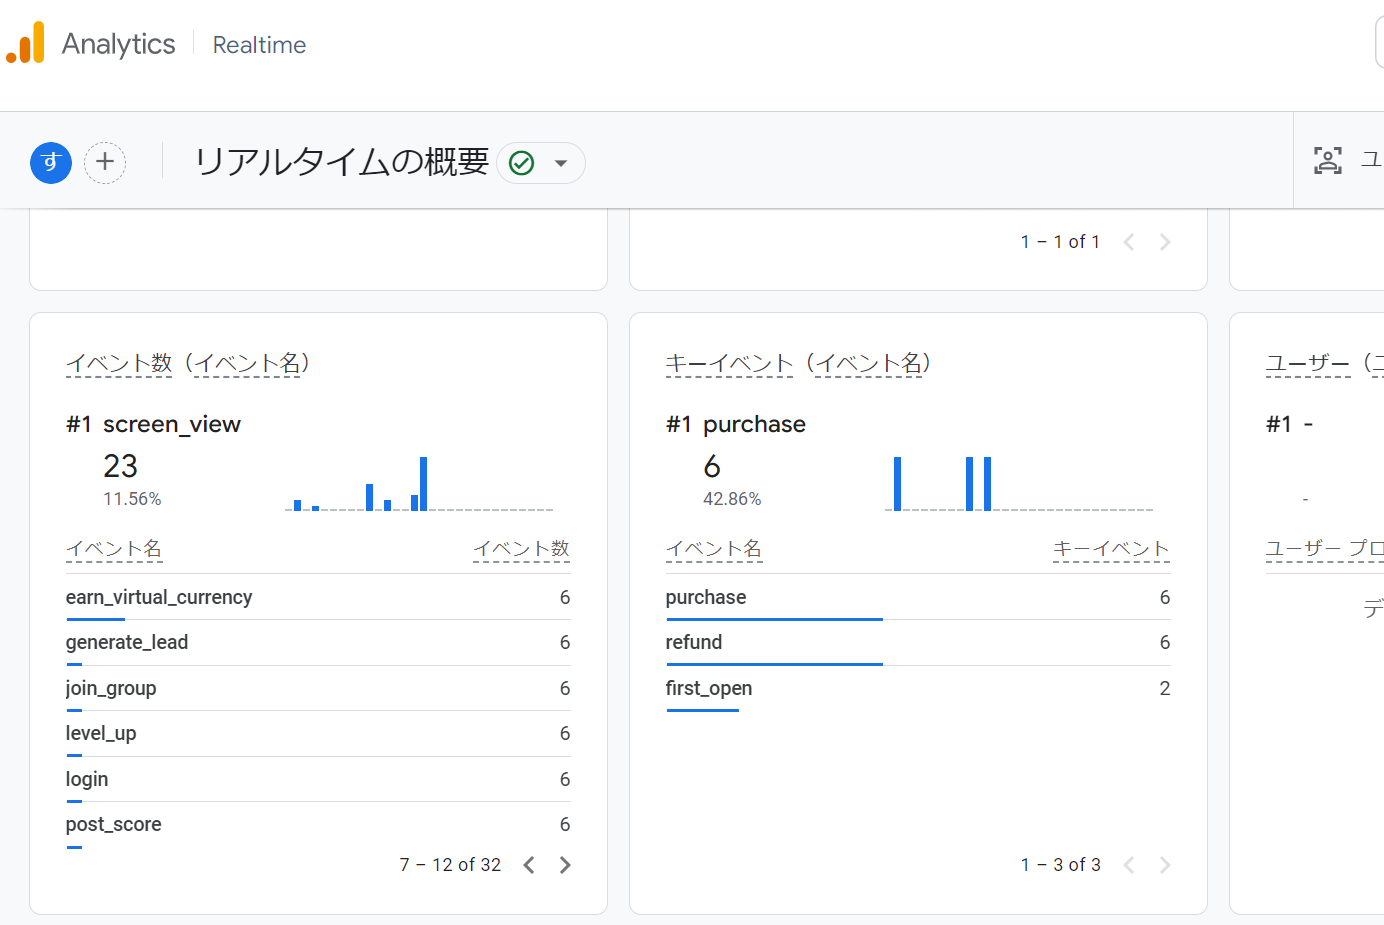 Analytics Realtime
す + リアルタイムの概要
ユ
1 – 1 of 1
イベント数（イベント名）
#1 screen_view
23
11.56%
イベント名 イベント数
earn_virtual_currency 6
generate_lead 6
join_group 6
level_up 6
login 6
post_score 6
7 – 12 of 32
キーイベント（イベント名）
#1 purchase
6
42.86%
イベント名 キーイベント
purchase 6
refund 6
first_open 2
1 – 3 of 3
ユーザー（ユ
#1 -
-
ユーザー プロ
デ